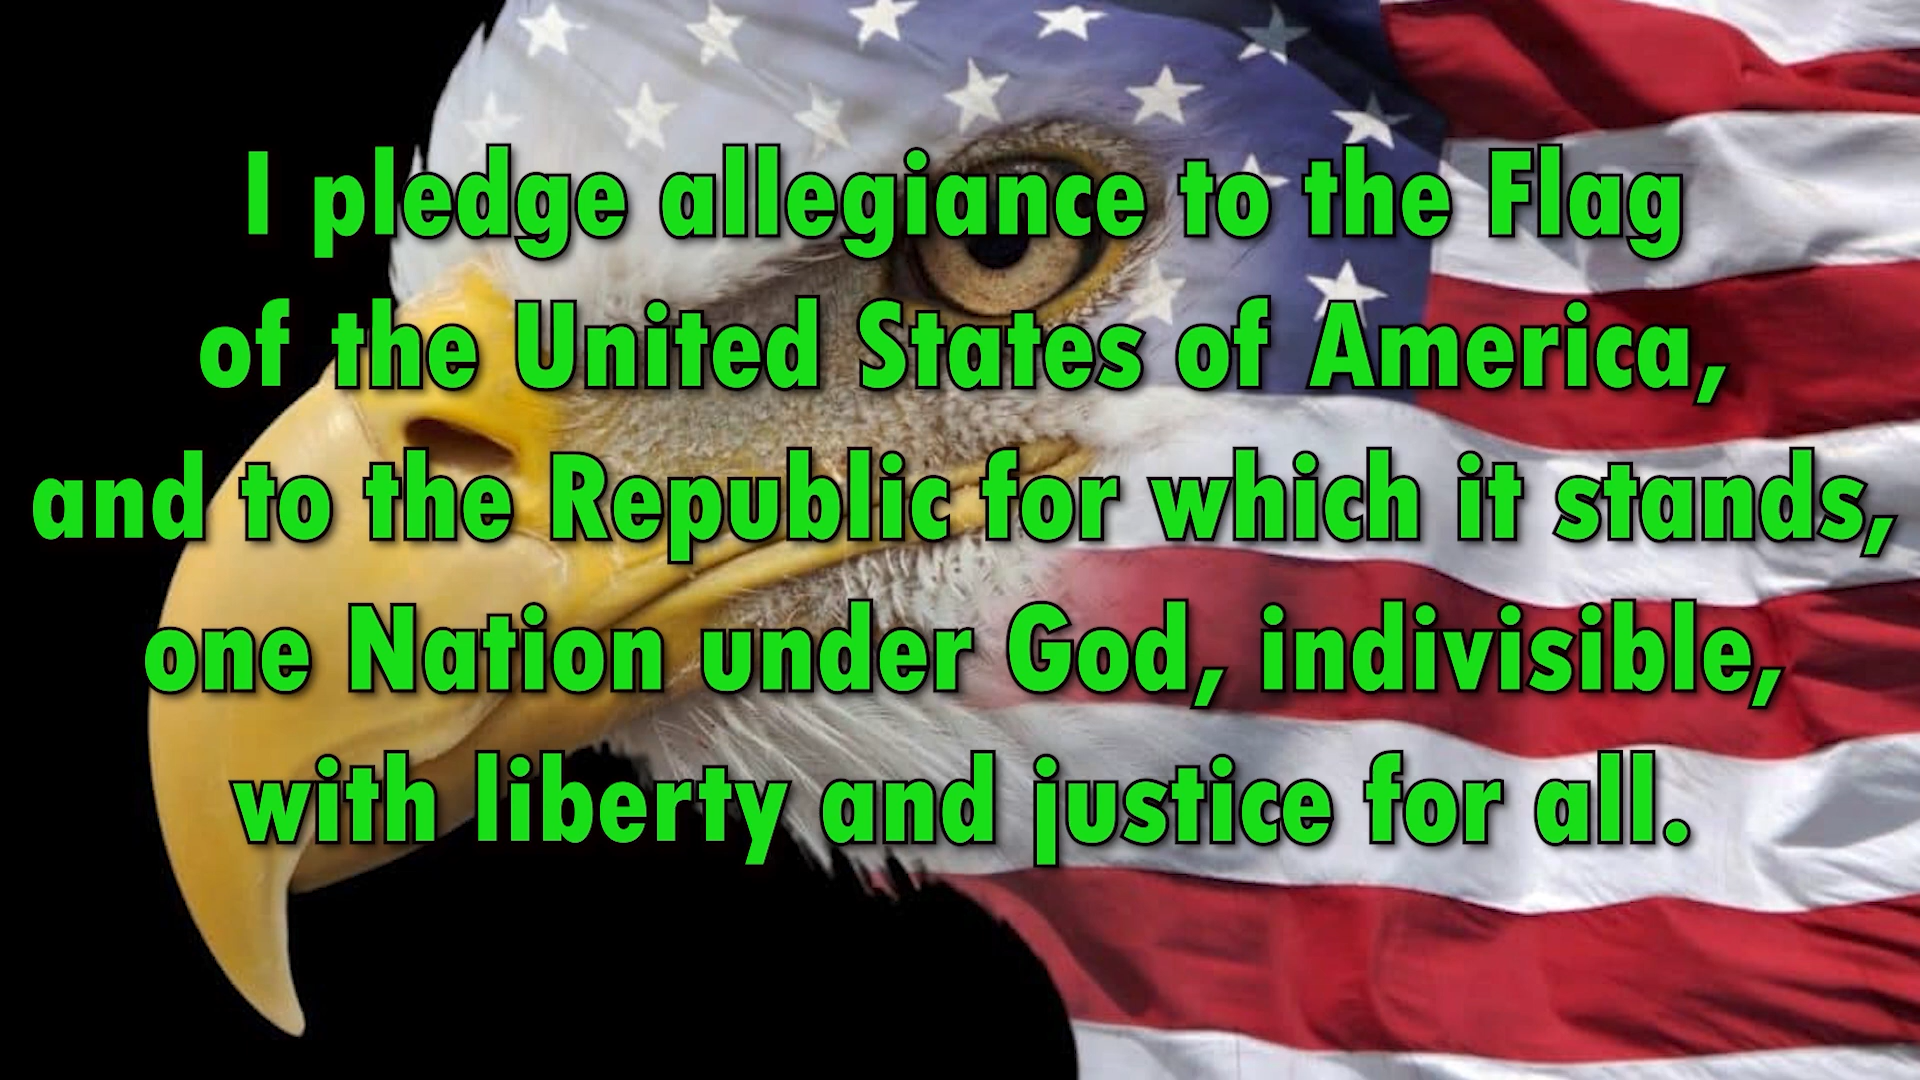 I pledge allegiance to the Flag
of the United States of America,
and to the Republic for which it stands,
one Nation under God, indivisible,
with liberty and justice for all.